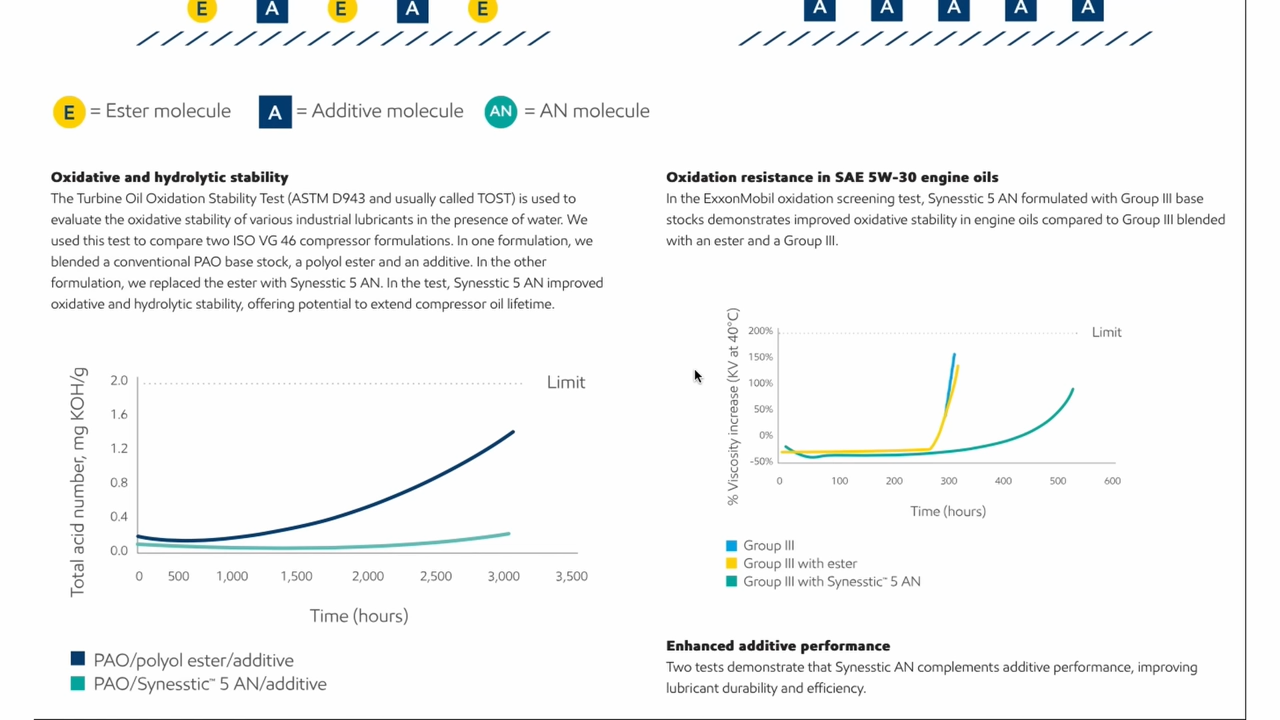 E A E A E
A A A A A
E = Ester molecule A = Additive molecule AN = AN molecule
Oxidative and hydrolytic stability
The Turbine Oil Oxidation Stability Test (ASTM D943 and usually called TOST) is used to
evaluate the oxidative stability of various industrial lubricants in the presence of water. We
used this test to compare two ISO VG 46 compressor formulations. In one formulation, we
blended a conventional PAO base stock, a polyol ester and an additive. In the other
formulation, we replaced the ester with Synesstic 5 AN. In the test, Synesstic 5 AN improved
oxidative and hydrolytic stability, offering potential to extend compressor oil lifetime.
Total acid number, mg KOH/g
2.0
Limit
1.6
1.2
0.8
0.4
0.0
0 500 1,000 1,500 2,000 2,500 3,000 3,500
Time (hours)
PAO/polyol ester/additive
PAO/Synesstic™ 5 AN/additive
Oxidation resistance in SAE 5W-30 engine oils
In the ExxonMobil oxidation screening test, Synesstic 5 AN formulated with Group III base
stocks demonstrates improved oxidative stability in engine oils compared to Group III blended
with an ester and a Group III.
% Viscosity increase (KV at 40°C)
200%
Limit
150%
100%
50%
0%
-50%
0 100 200 300 400 500 600
Time (hours)
Group III
Group III with ester
Group III with Synesstic™ 5 AN
Enhanced additive performance
Two tests demonstrate that Synesstic AN complements additive performance, improving
lubricant durability and efficiency.